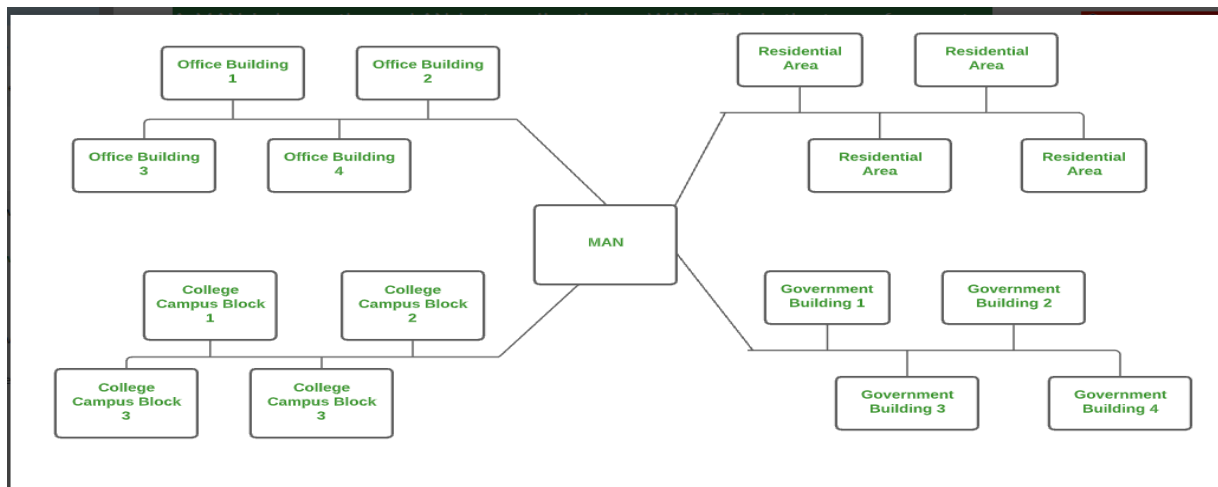 Office Building
1
Office Building
2
Office Building
3
Office Building
4
Residential
Area
Residential
Area
Residential
Area
Residential
Area
MAN
College
Campus Block
1
College
Campus Block
2
College
Campus Block
3
College
Campus Block
3
Government
Building 1
Government
Building 2
Government
Building 3
Government
Building 4